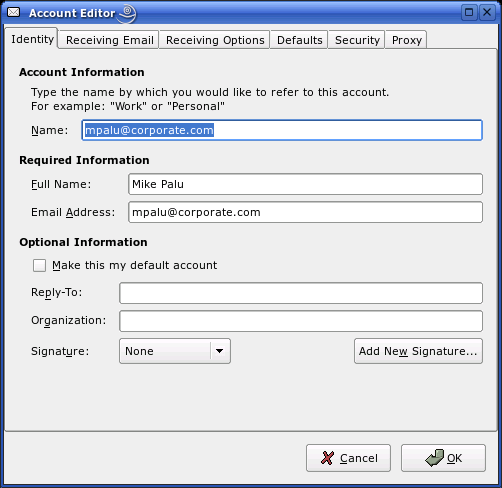 Account Editor
Identity Receiving Email Receiving Options Defaults Security Proxy
Account Information
Type the name by which you would like to refer to this account.
For example: "Work" or "Personal"
Name: mpalu@corporate.com
Required Information
Full Name: Mike Palu
Email Address: mpalu@corporate.com
Optional Information
Make this my default account
Reply-To:
Organization:
Signature: None Add New Signature...
Cancel OK